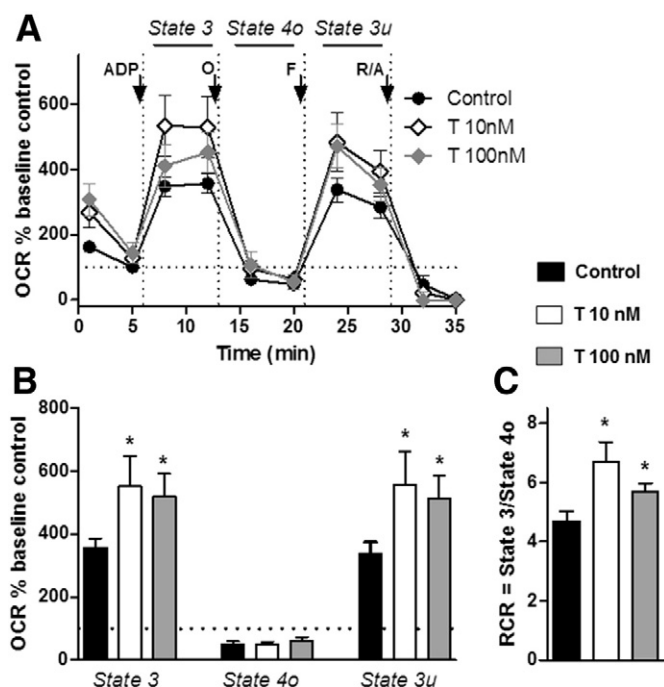 A
State 3 State 4o State 3u
ADP O F R/A
600
400
200
0
OCR % baseline control
0 5 10 15 20 25 30 35
Time (min)
Control
T 10nM
T 100nM
Control
T 10 nM
T 100 nM
B
800
600
400
200
0
OCR % baseline control
* * * *
State 3 State 4o State 3u
C
8
6
4
2
0
RCR = State 3/State 4o
* *